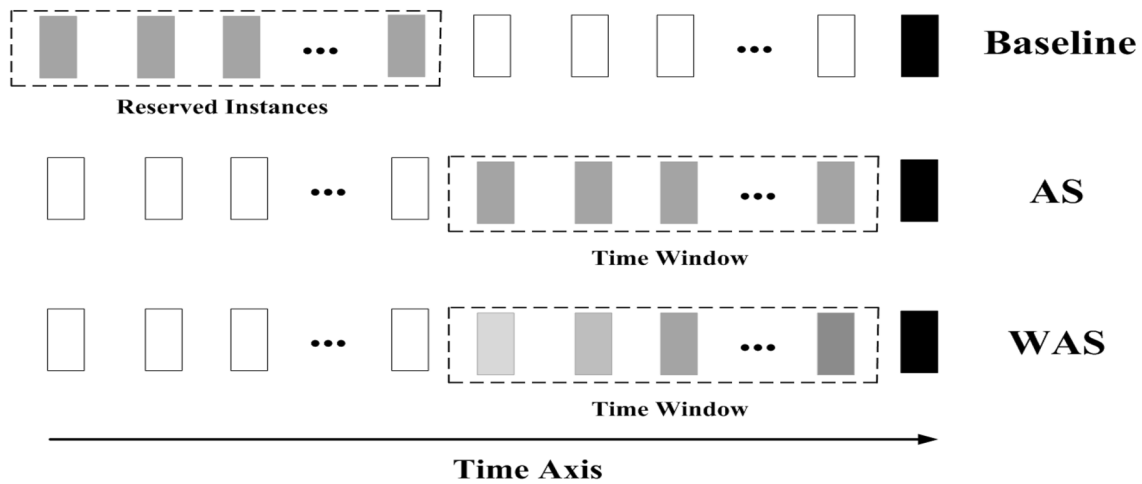 Baseline
Reserved Instances
AS
Time Window
WAS
Time Window
Time Axis